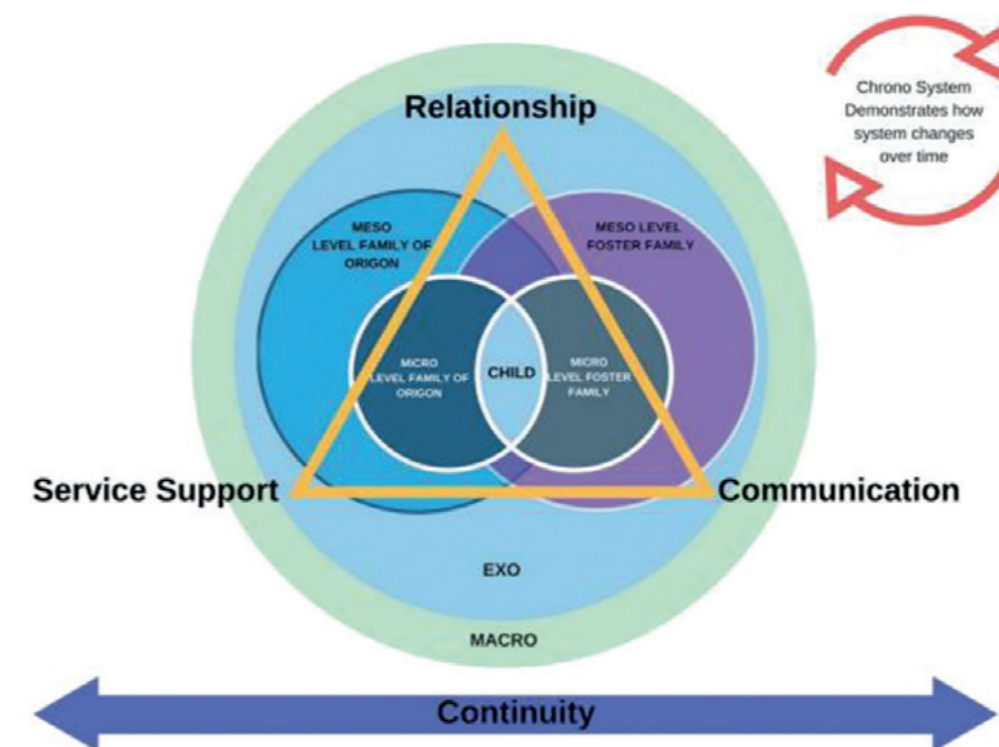 Chrono System
Demonstrates how
system changes
over time
Relationship
MESO
LEVEL FAMILY OF
ORIGON
MESO LEVEL
FOSTER FAMILY
MICRO
LEVEL FAMILY OF
ORIGON
CHILD
MICRO
LEVEL FOSTER
FAMILY
Service Support
Communication
EXO
MACRO
Continuity